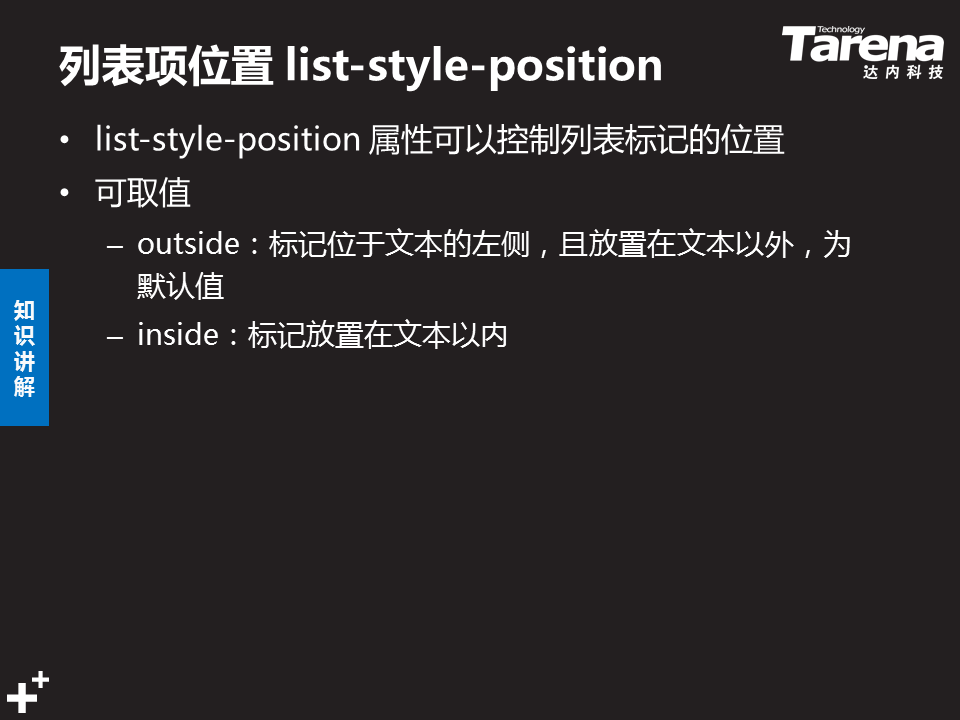 列表项位置 list-style-position
Technology
Tarena
达内科技
• list-style-position 属性可以控制列表标记的位置
• 可取值
– outside：标记位于文本的左侧，且放置在文本以外，为
默认值
– inside：标记放置在文本以内
知
识
讲
解